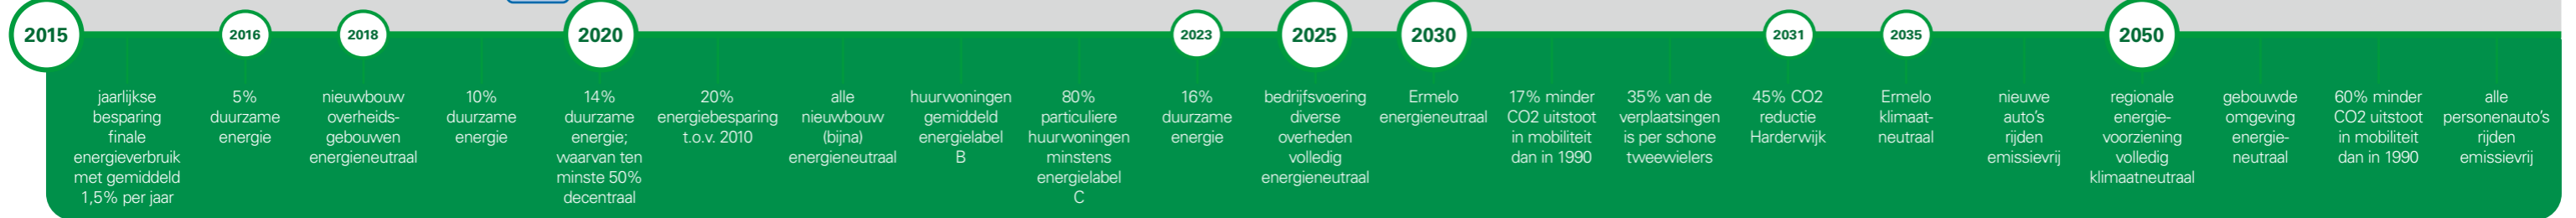 2015
jaarlijkse
besparing
finale
energieverbruik
met gemiddeld
1,5% per jaar
2016
5%
duurzame
energie
2018
nieuwbouw
overheids-
gebouwen
energieneutraal
10%
duurzame
energie
2020
14%
duurzame
energie;
waarvan ten
minste 50%
decentraal
20%
energiebesparing
t.o.v. 2010
alle
nieuwbouw
(bijna)
energieneutraal
huurwoningen
gemiddeld
energielabel
B
80%
particuliere
huurwoningen
minstens
energielabel
C
2023
16%
duurzame
energie
2025
bedrijfsvoering
diverse
overheden
volledig
energieneutraal
2030
Ermelo
energieneutraal
17% minder
CO2 uitstoot
in mobiliteit
dan in 1990
35% van de
verplaatsingen
is per schone
tweewielers
2031
45% CO2
reductie
Harderwijk
2035
Ermelo
klimaat-
neutraal
nieuwe
auto's
rijden
emissievrij
2050
regionale
energie-
voorziening
volledig
klimaatneutraal
gebouwde
omgeving
energie-
neutraal
60% minder
CO2 uitstoot
in mobiliteit
dan in 1990
alle
personenauto's
rijden
emissievrij